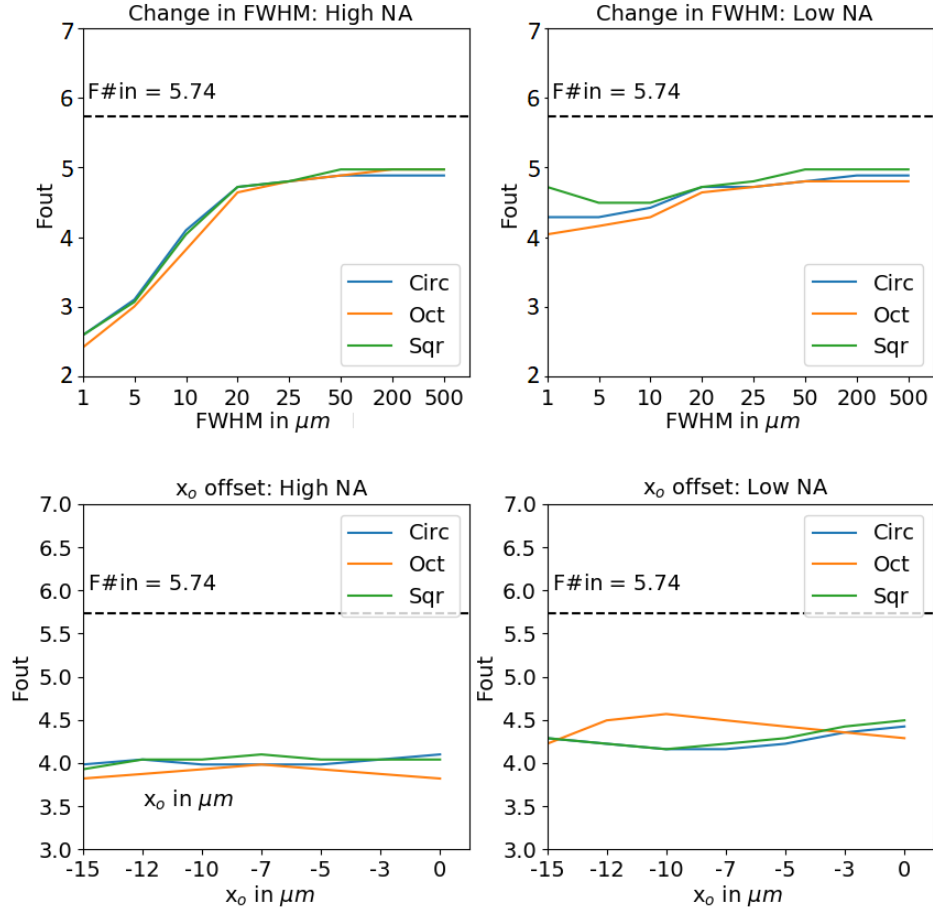 Change in FWHM: High NA
7
6
5
4
3
2
Fout
F#in = 5.74
Circ
Oct
Sqr
1 5 10 20 25 50 200 500
FWHM in μm
Change in FWHM: Low NA
7
6
5
4
3
2
Fout
F#in = 5.74
Circ
Oct
Sqr
1 5 10 20 25 50 200 500
FWHM in μm
xₒ offset: High NA
7.0
6.5
6.0
5.5
5.0
4.5
4.0
3.5
3.0
Fout
Circ
Oct
Sqr
F#in = 5.74
xₒ in μm
-15 -12 -10 -7 -5 -3 0
xₒ in μm
xₒ offset: Low NA
7.0
6.5
6.0
5.5
5.0
4.5
4.0
3.5
3.0
Fout
Circ
Oct
Sqr
F#in = 5.74
-15 -12 -10 -7 -5 -3 0
xₒ in μm